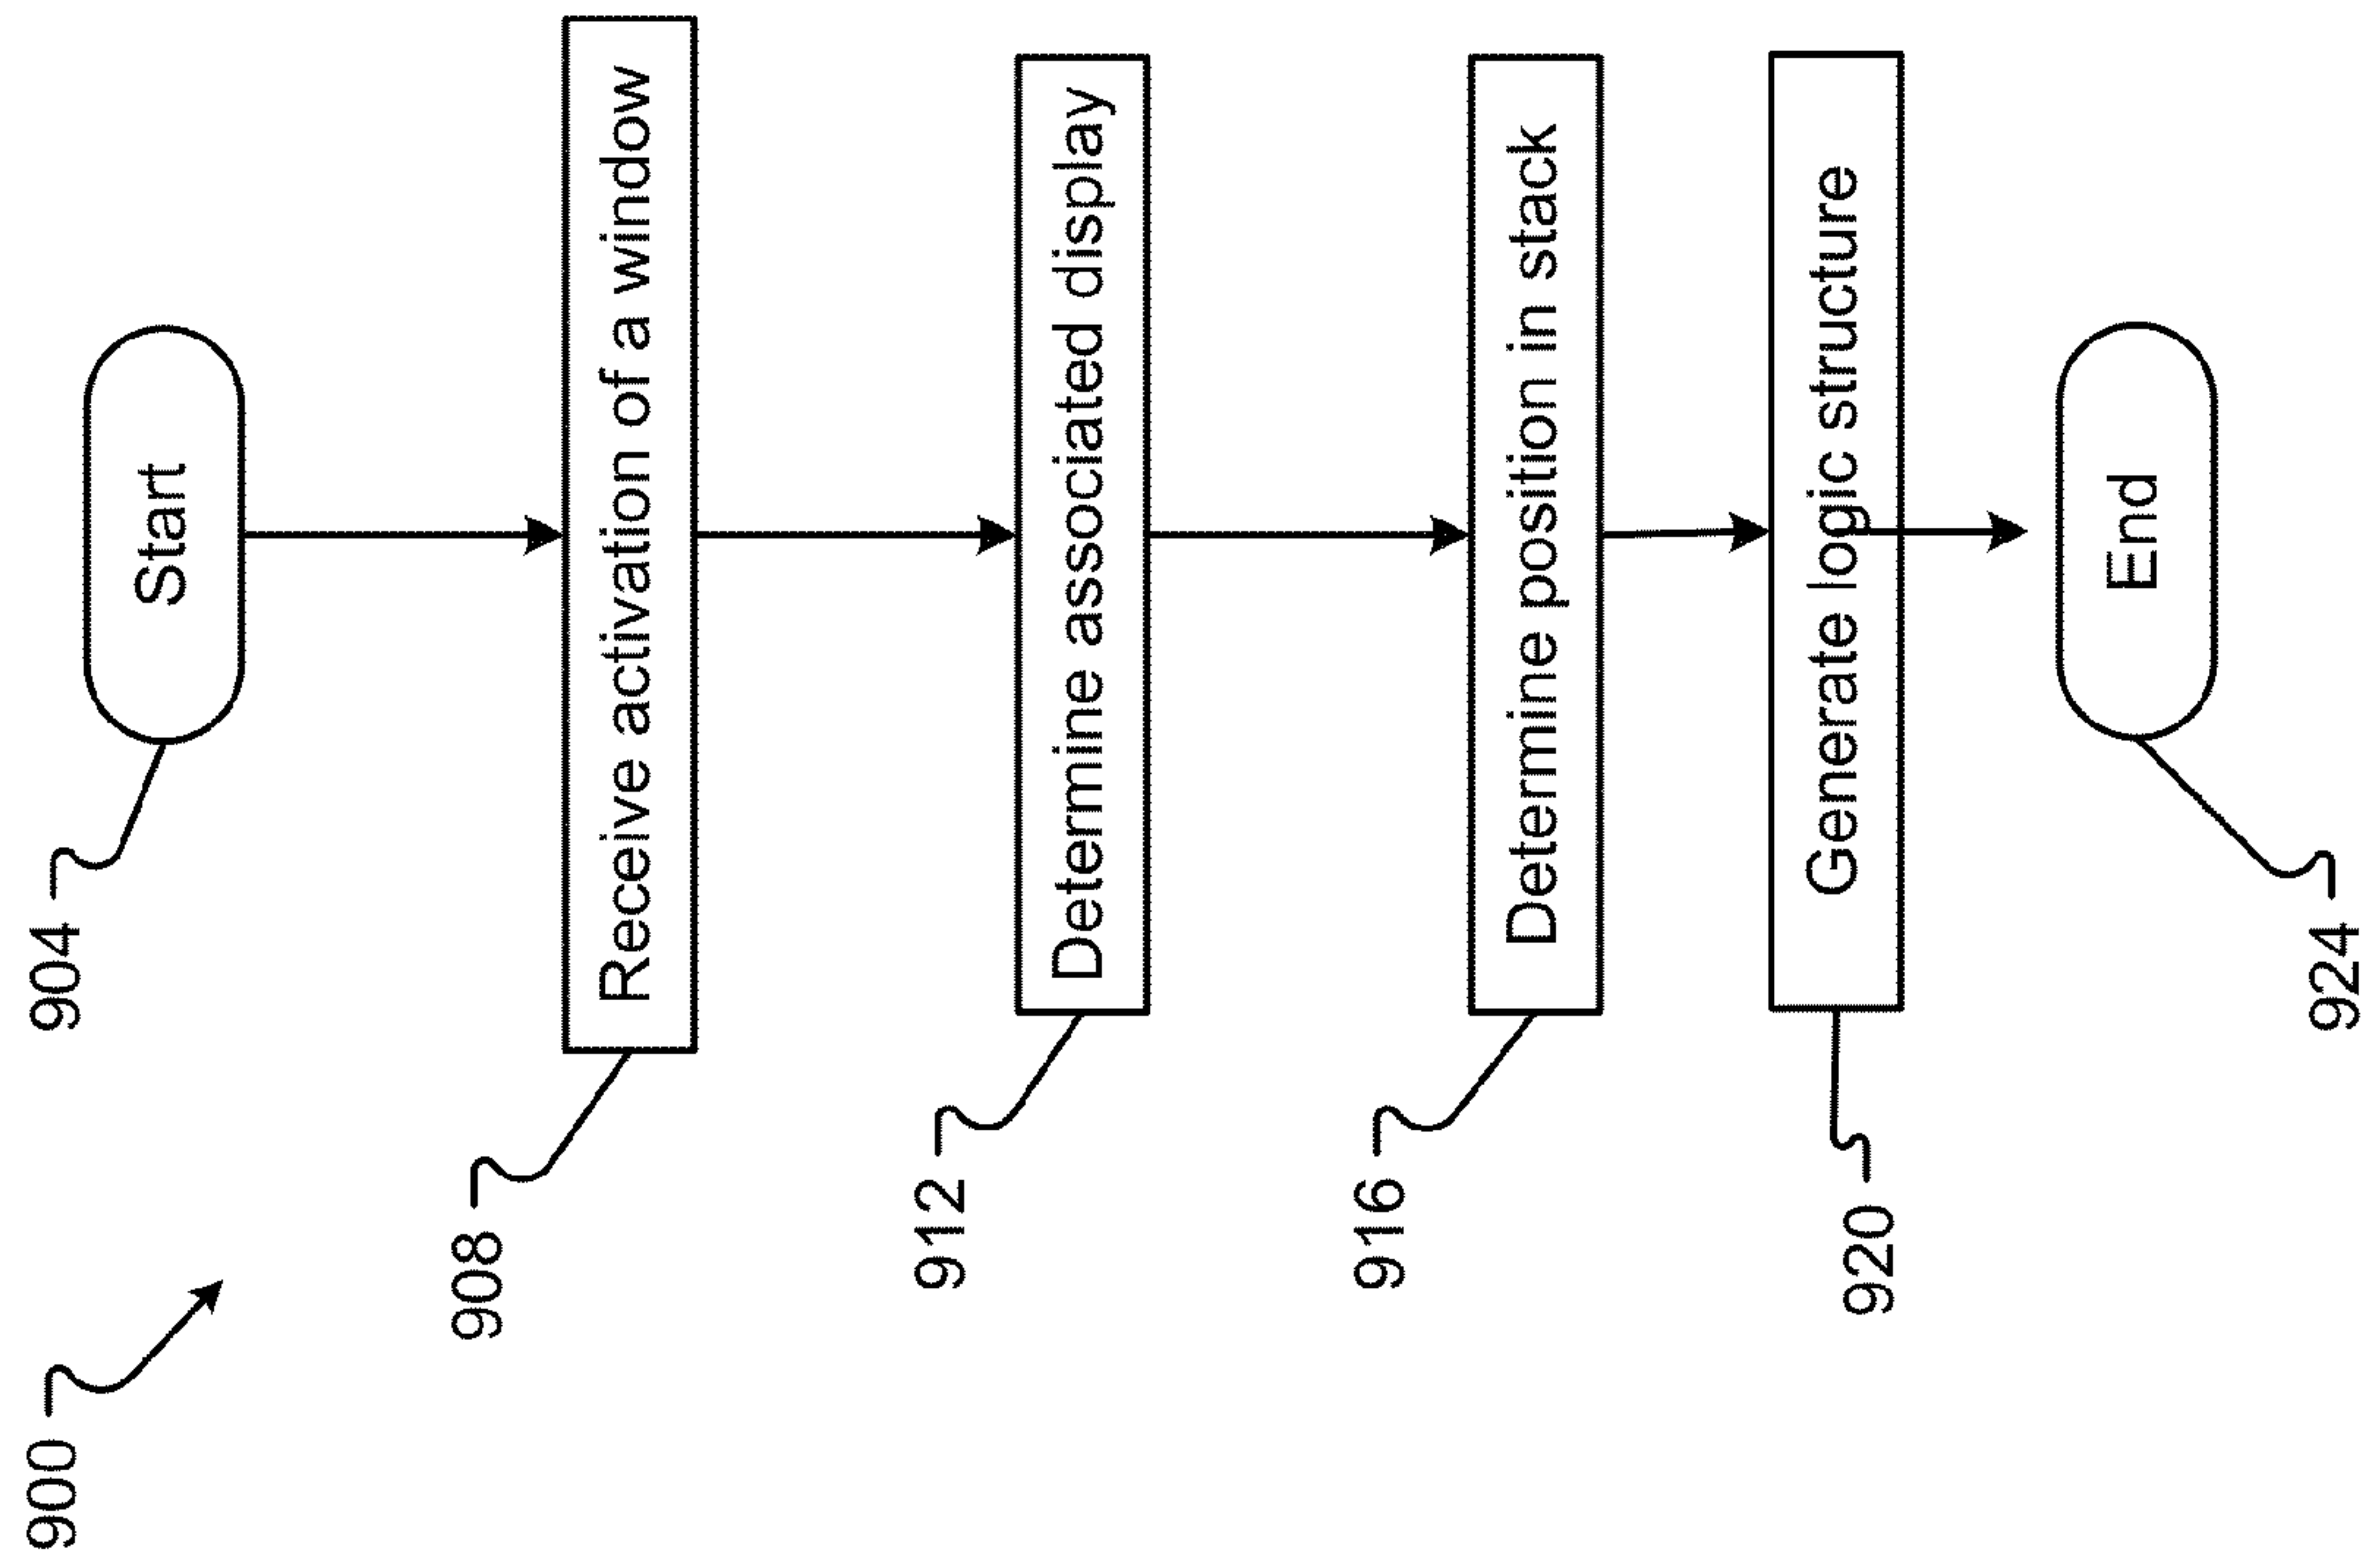 900
904
Start
908
Receive activation of a window
912
Determine associated display
916
Determine position in stack
920
Generate logic structure
924
End